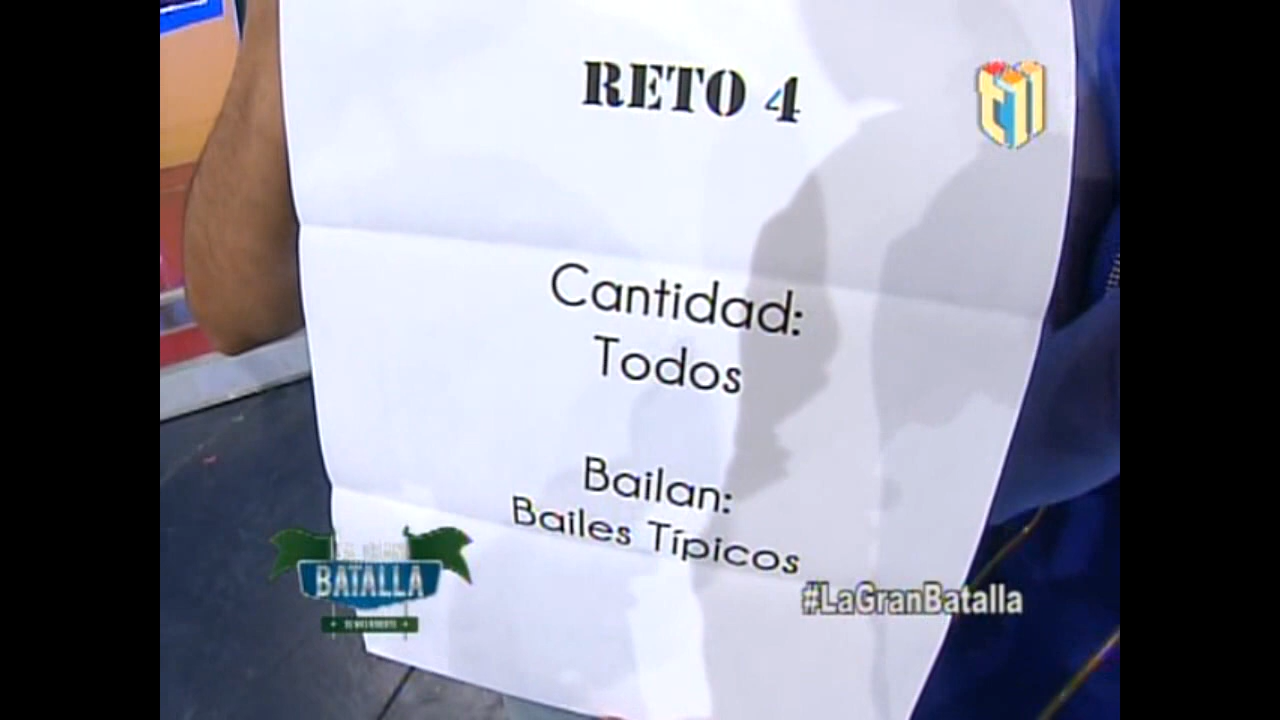 RETO 4
Cantidad:
Todos
Bailan:
Bailes Típicos
BATALLA
#LaGranBatalla